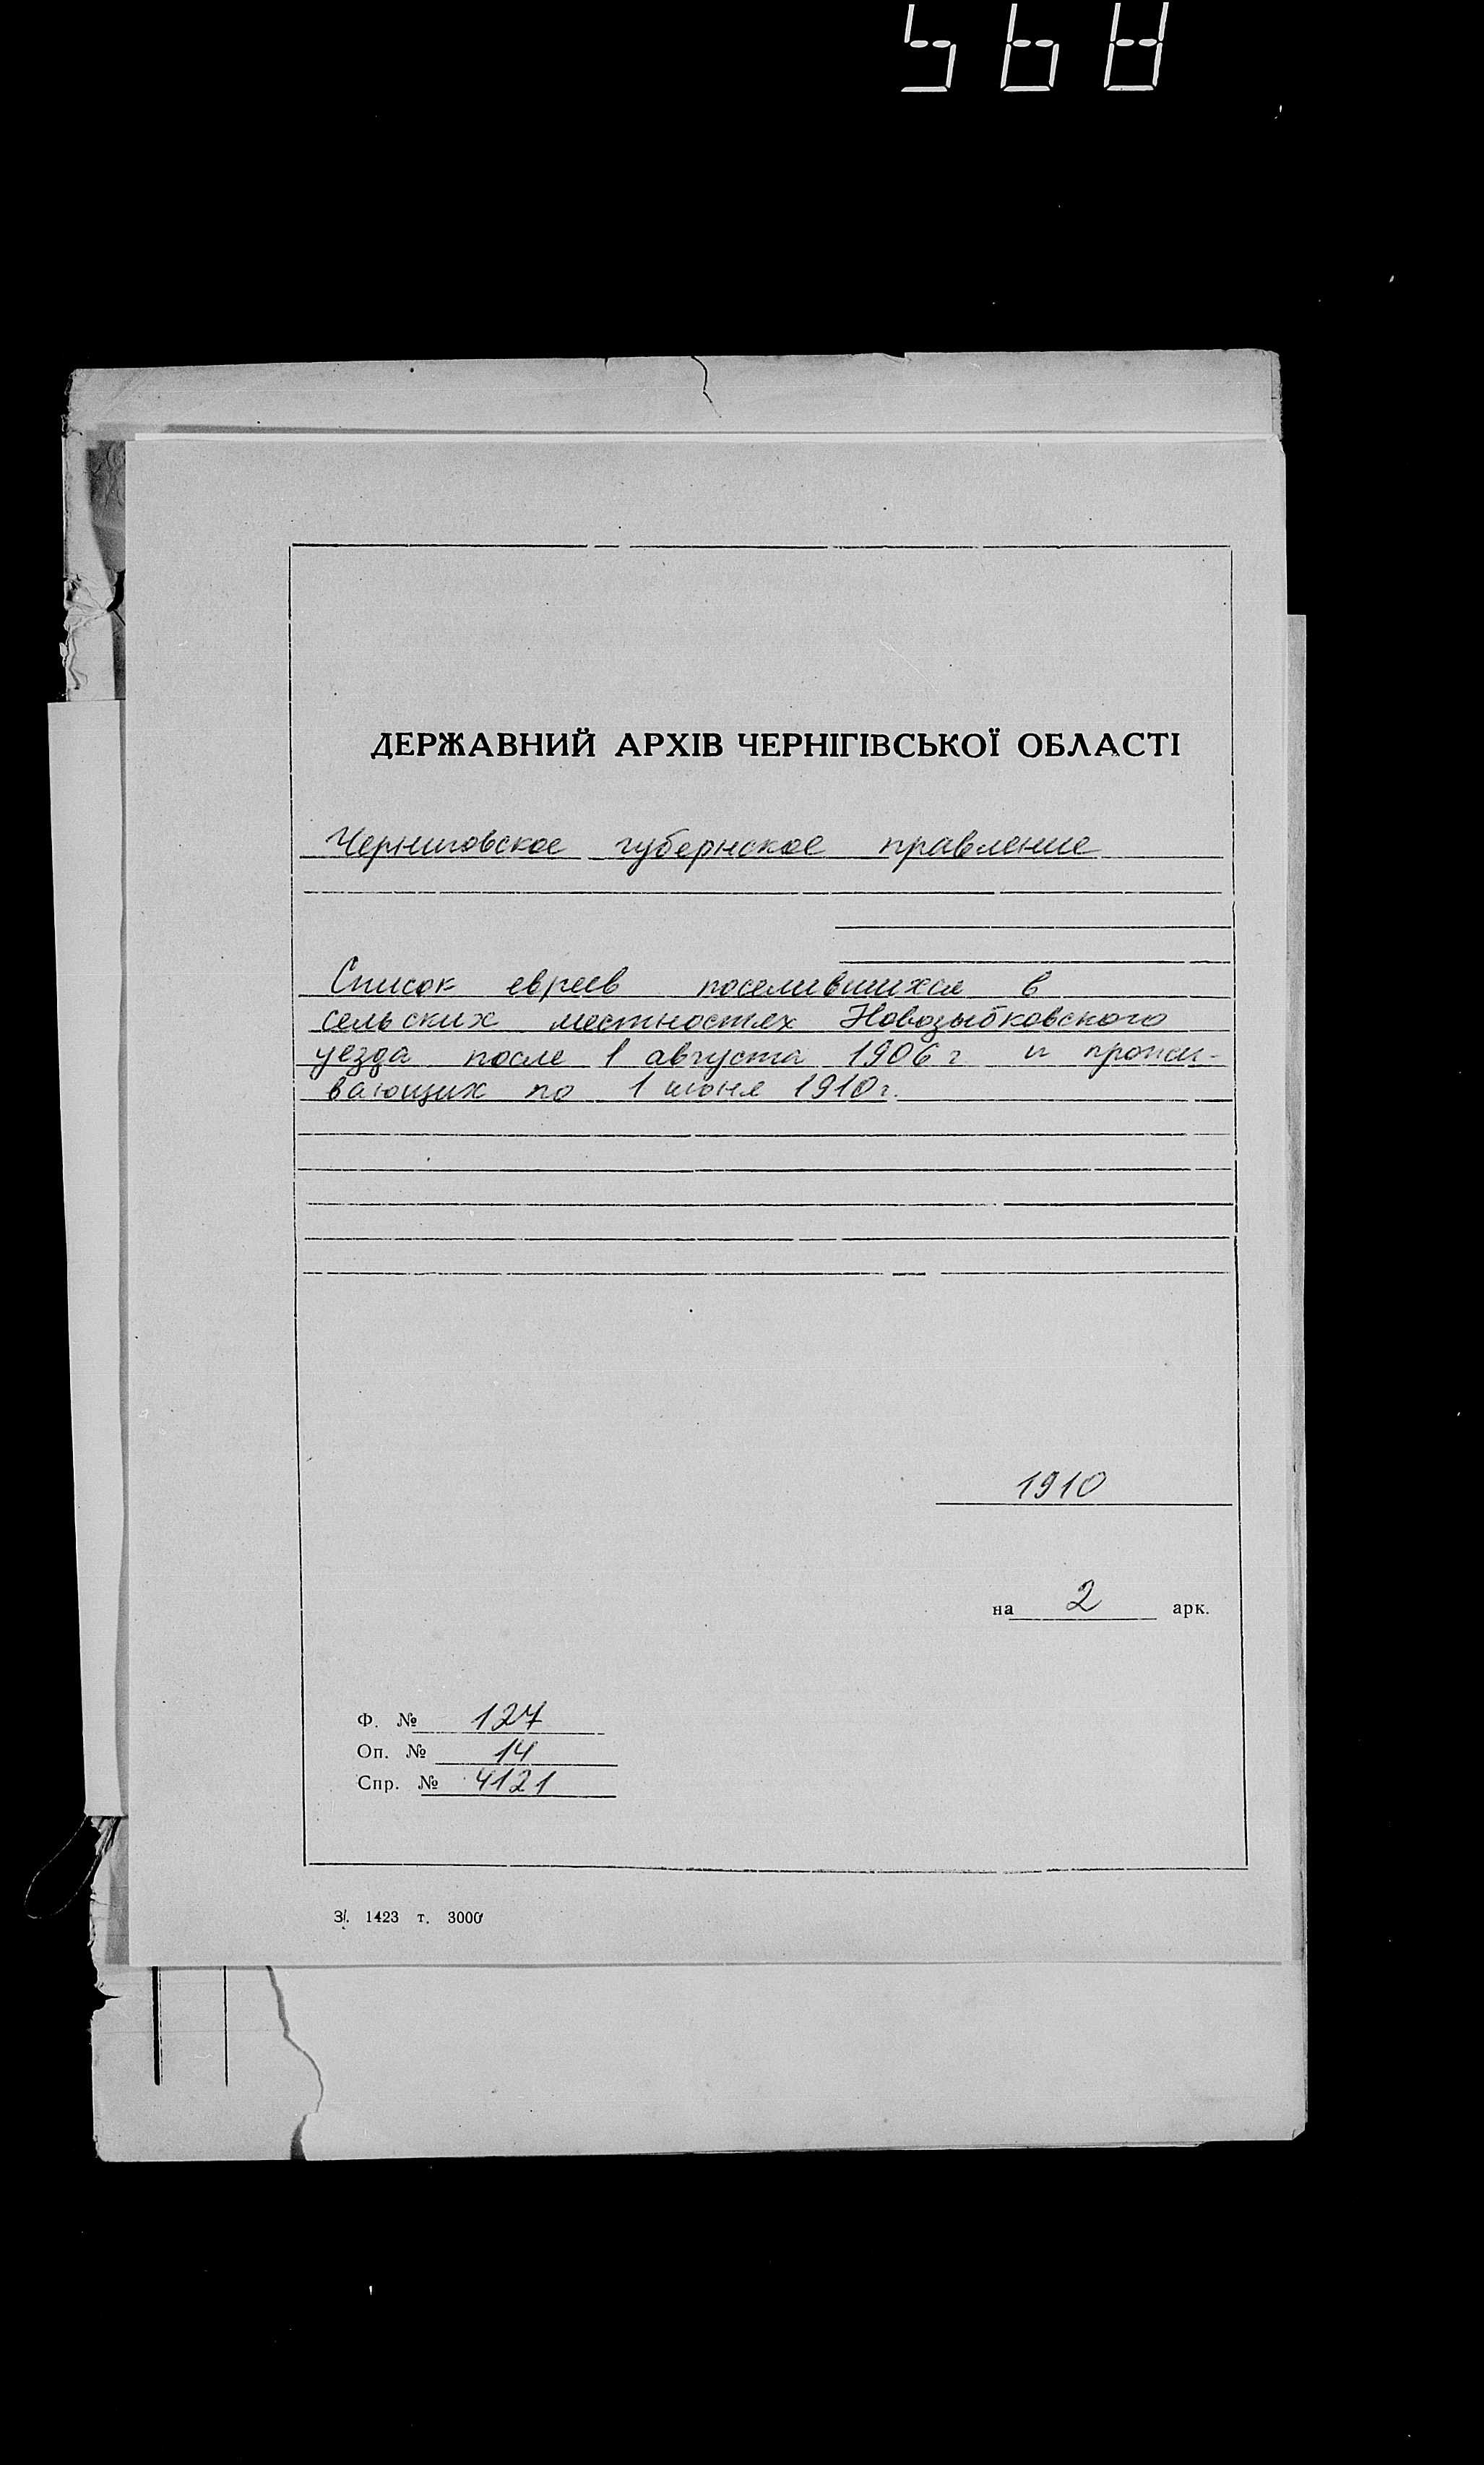 568
ДЕРЖАВНИЙ АРХІВ ЧЕРНІГІВСЬКОЇ ОБЛАСТІ
Черниговское губернское правление
Список евреев поселившихся в
сельских местностях Новозыбковского
уезда после 1 августа 1906 г и прожи-
вающих по 1 июня 1910 г.
1910
на 2 арк.
Ф. № 127
Оп. № 14
Спр. № 4121
З. 1423 т. 3000